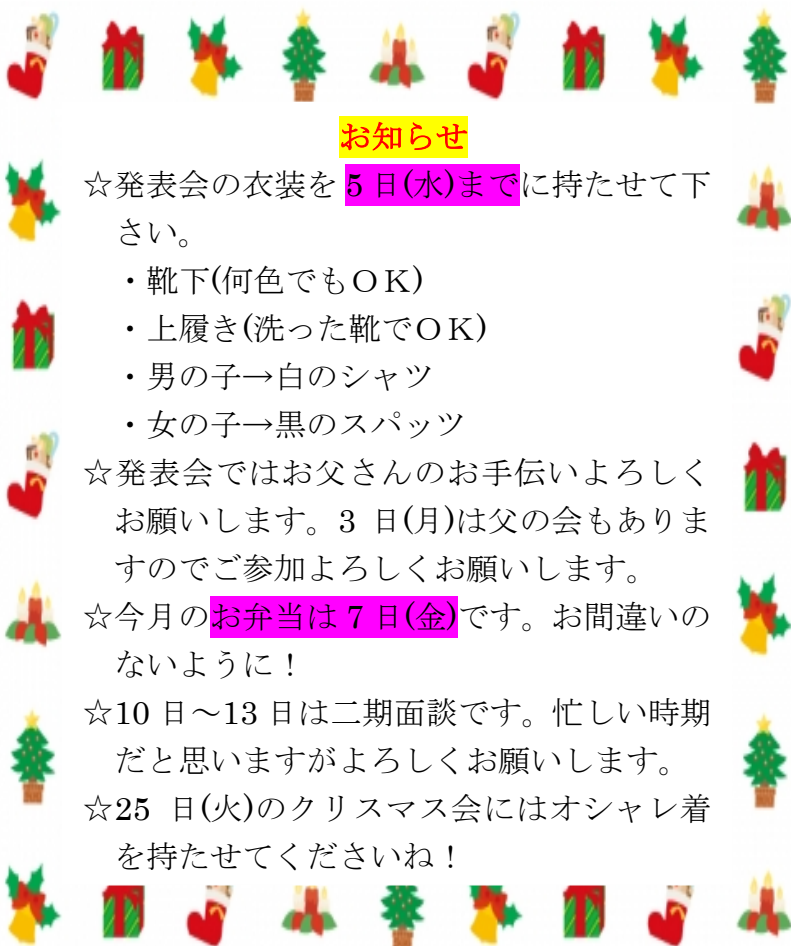 お知らせ
☆発表会の衣装を 5 日(水)までに持たせて下
さい。
・靴下(何色でもＯＫ)
・上履き(洗った靴でＯＫ)
・男の子→白のシャツ
・女の子→黒のスパッツ
☆発表会ではお父さんのお手伝いよろしく
お願いします。3 日(月)は父の会もありま
すのでご参加よろしくお願いします。
☆今月のお弁当は 7 日(金)です。お間違いの
ないように！
☆10 日～13 日は二期面談です。忙しい時期
だと思いますがよろしくお願いします。
☆25 日(火)のクリスマス会にはオシャレ着
を持たせてくださいね！